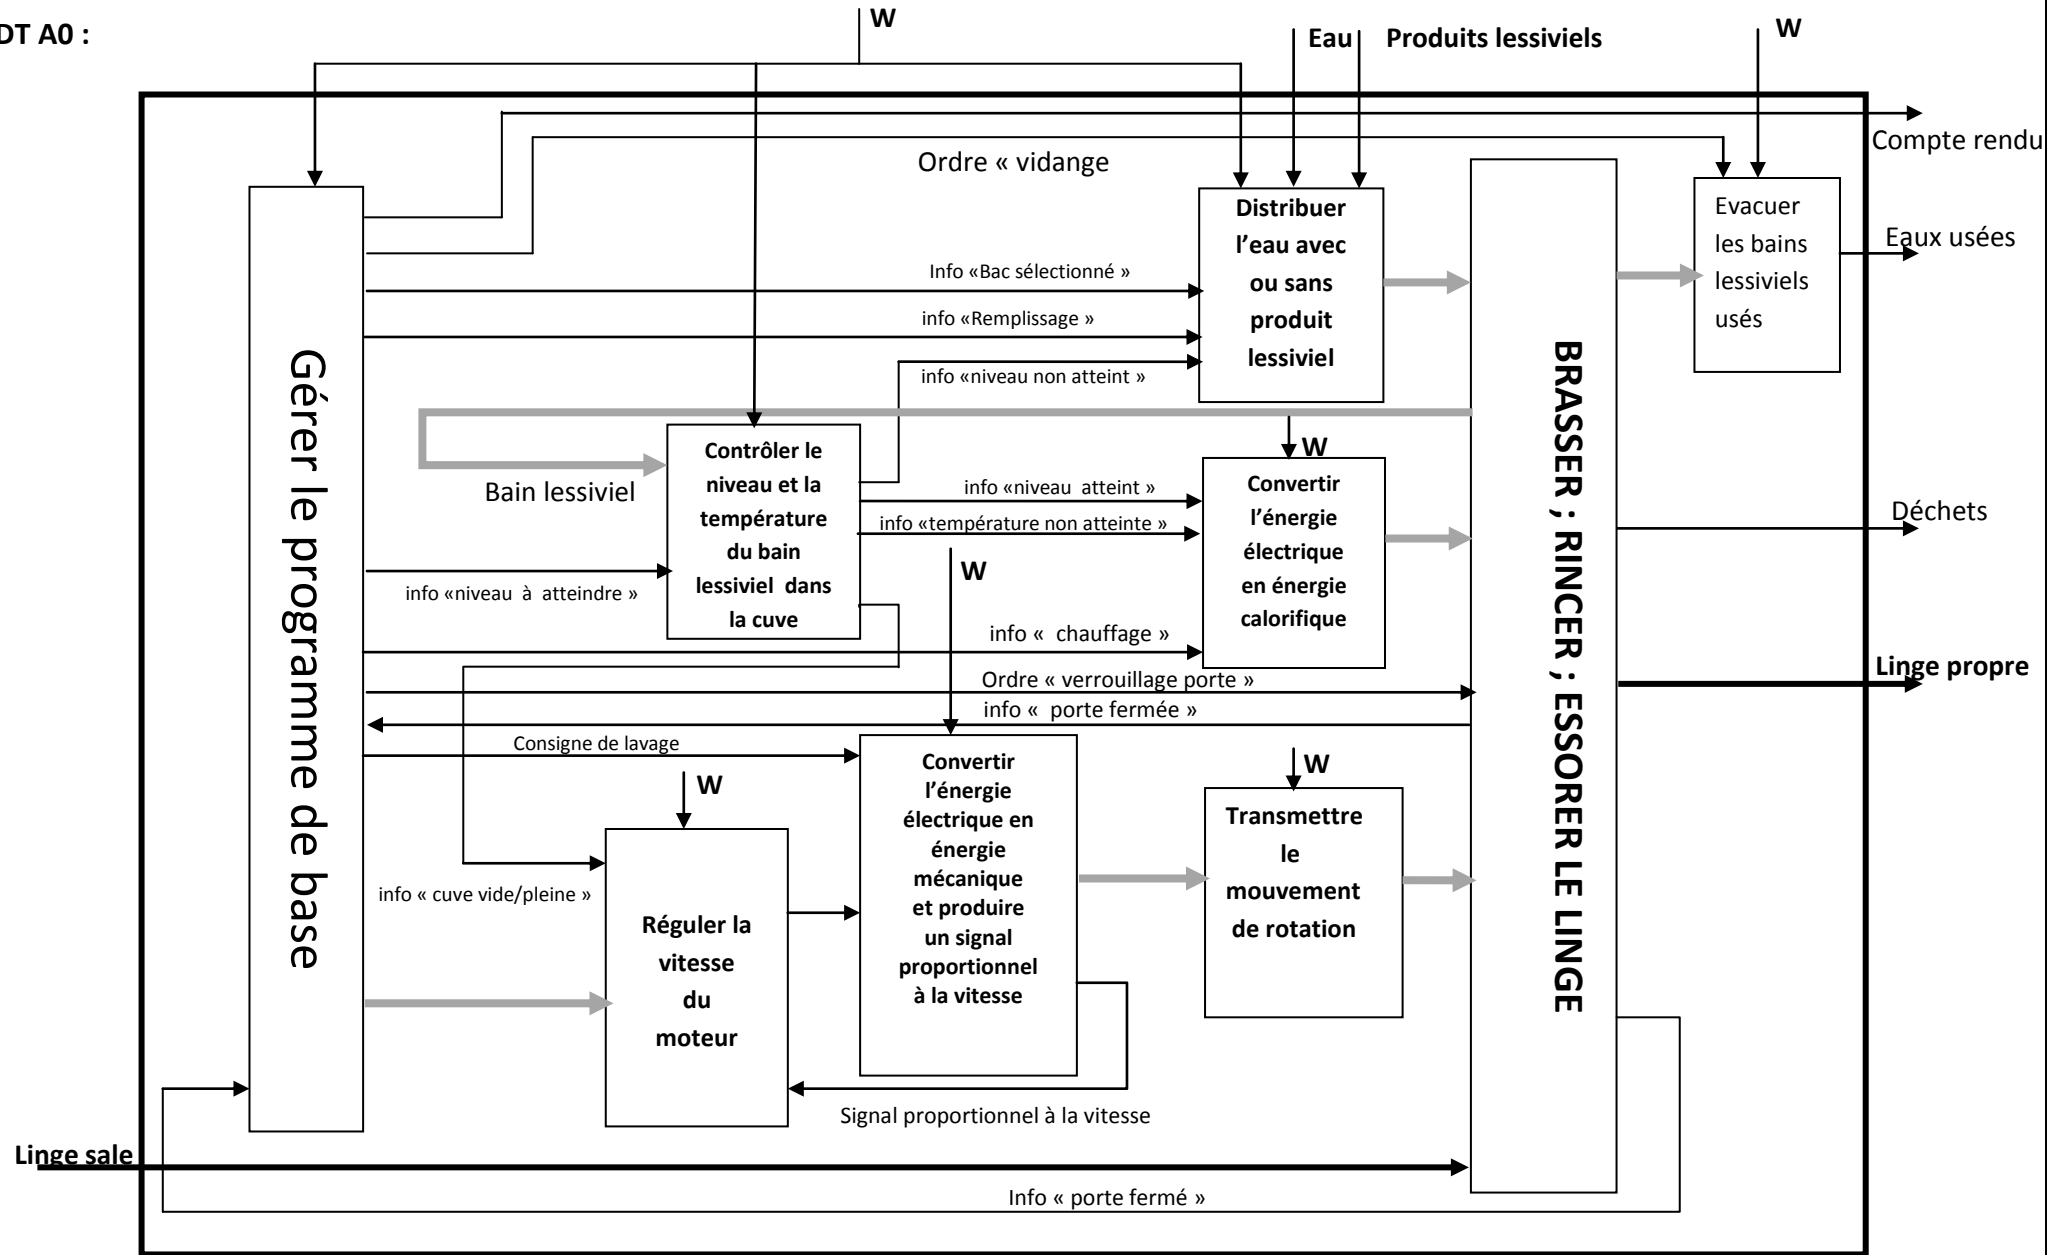 DT A0 :
W
Eau
Produits lessiviels
W
Compte rendu
Ordre « vidange
Distribuer
l’eau avec
ou sans
produit
lessiviel
Evacuer
les bains
lessiviels
usés
Eaux usées
Info «Bac sélectionné »
info «Remplissage »
info «niveau non atteint »
Gérer le programme de base
BRASSER ; RINCER ; ESSORER LE LINGE
Bain lessiviel
Contrôler le
niveau et la
température
du bain
lessiviel dans
la cuve
W
Convertir
l’énergie
électrique
en énergie
calorifique
info «niveau atteint »
info «température non atteinte »
Déchets
W
info «niveau à atteindre »
info « chauffage »
Ordre « verrouillage porte »
info « porte fermée »
Linge propre
Consigne de lavage
W
Convertir
l’énergie
électrique en
énergie
mécanique
et produire
un signal
proportionnel
à la vitesse
W
Transmettre
le
mouvement
de rotation
info « cuve vide/pleine »
Réguler la
vitesse
du
moteur
Signal proportionnel à la vitesse
Linge sale
Info « porte fermé »